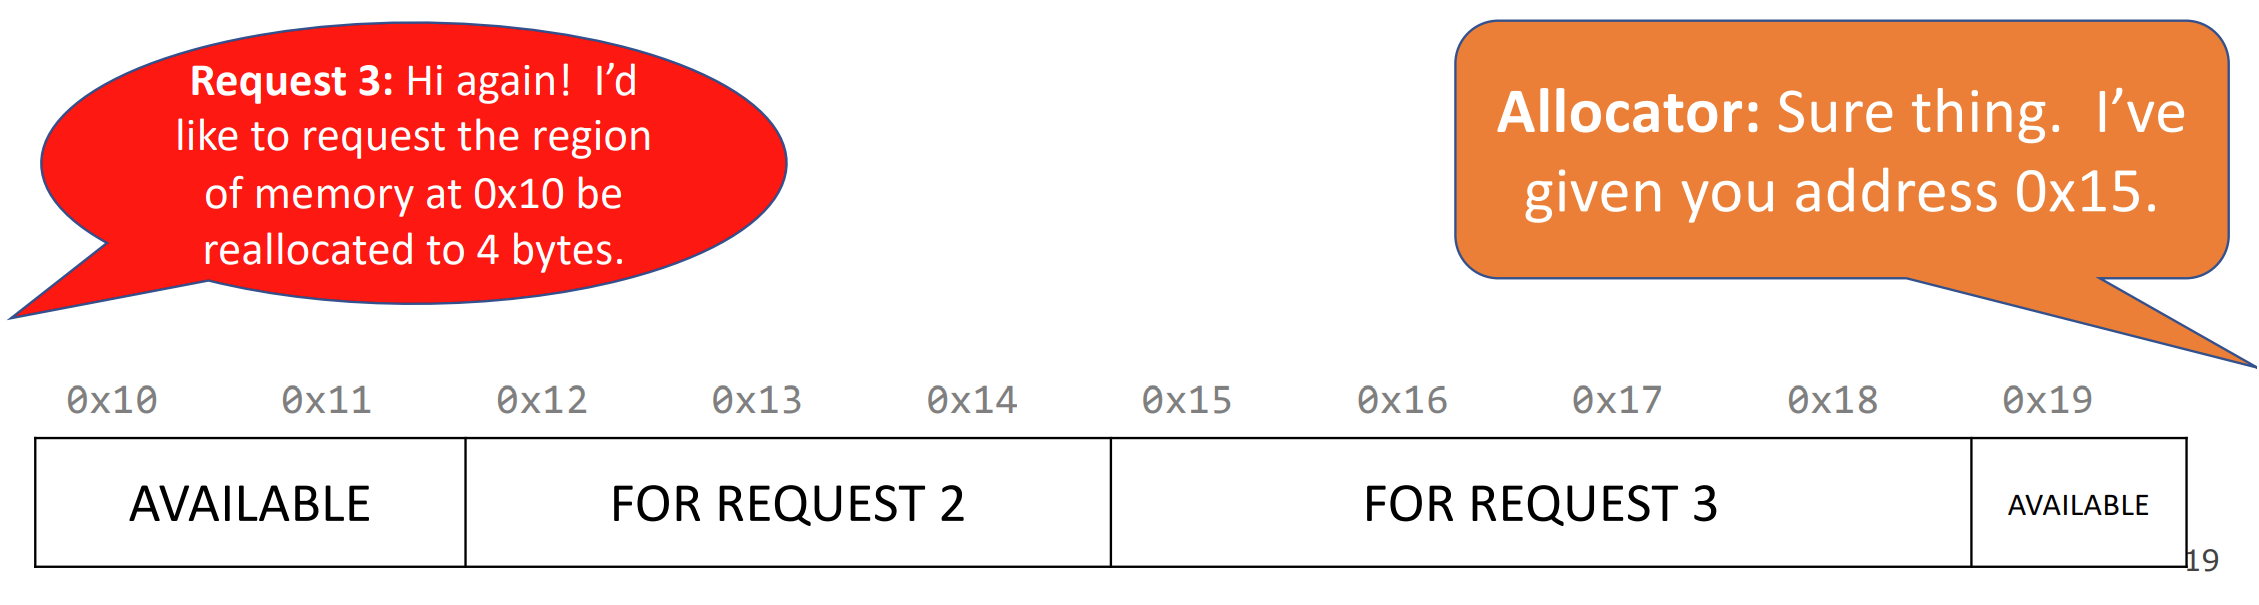 Request 3: Hi again!  I’d
like to request the region
of memory at 0x10 be
reallocated to 4 bytes.
Allocator: Sure thing.  I’ve
given you address 0x15.
0x10 0x11 0x12 0x13 0x14 0x15 0x16 0x17 0x18 0x19
AVAILABLE FOR REQUEST 2 FOR REQUEST 3 AVAILABLE
19